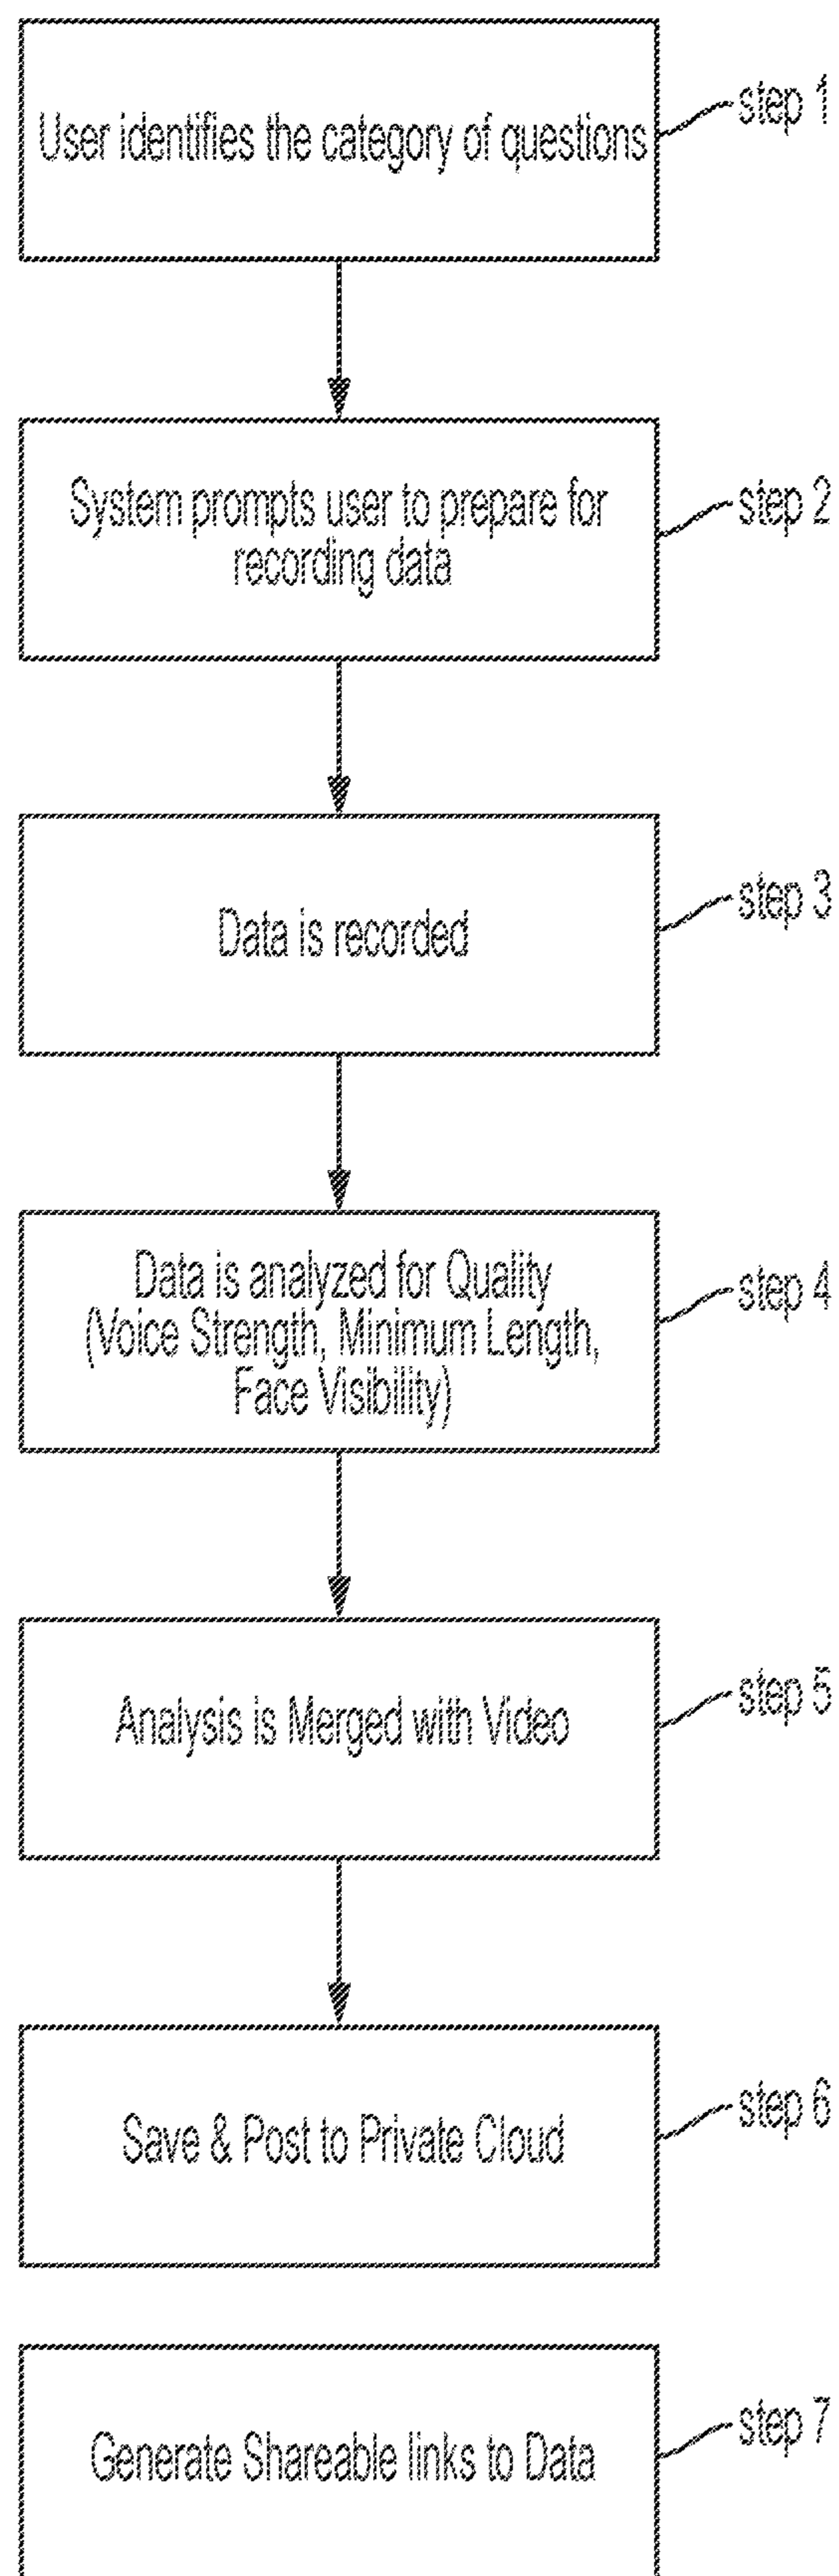 User identifies the category of questions
step 1
System prompts user to prepare for
recording data
step 2
Data is recorded
step 3
Data is analyzed for Quality
(Voice Strength, Minimum Length,
Face Visibility)
step 4
Analysis is Merged with Video
step 5
Save & Post to Private Cloud
step 6
Generate Shareable links to Data
step 7